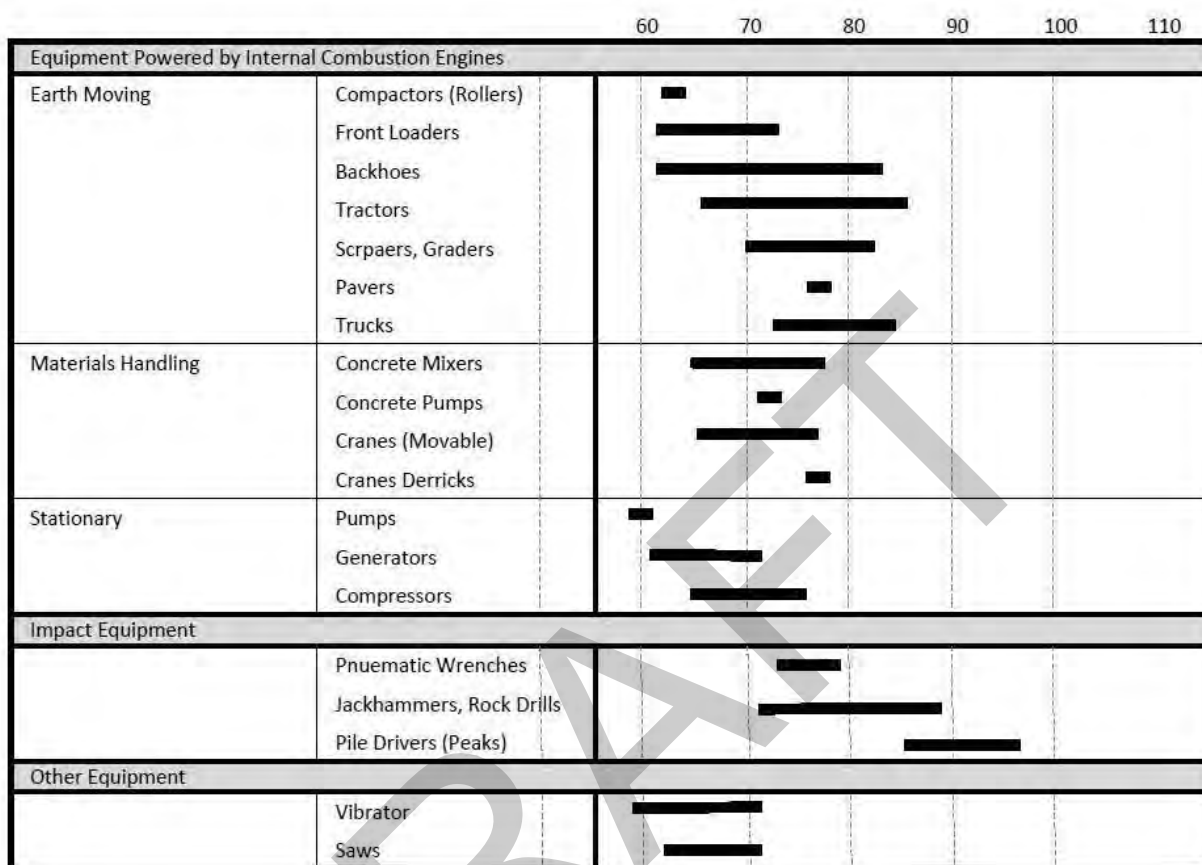 60 70 80 90 100 110
Equipment Powered by Internal Combustion Engines
Earth Moving Compactors (Rollers)
Front Loaders
Backhoes
Tractors
Scrpaers, Graders
Pavers
Trucks
Materials Handling Concrete Mixers
Concrete Pumps
Cranes (Movable)
Cranes Derricks
Stationary Pumps
Generators
Compressors
Impact Equipment
Pnuematic Wrenches
Jackhammers, Rock Drills
Pile Drivers (Peaks)
Other Equipment
Vibrator
Saws
DRAFT